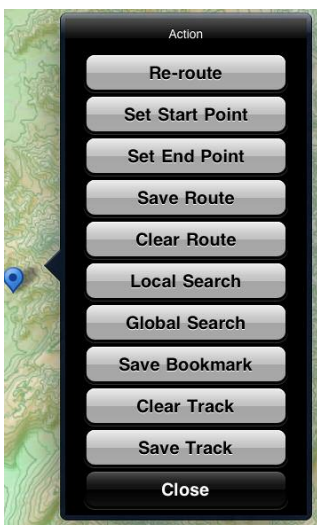 Action
Re-route
Set Start Point
Set End Point
Save Route
Clear Route
Local Search
Global Search
Save Bookmark
Clear Track
Save Track
Close